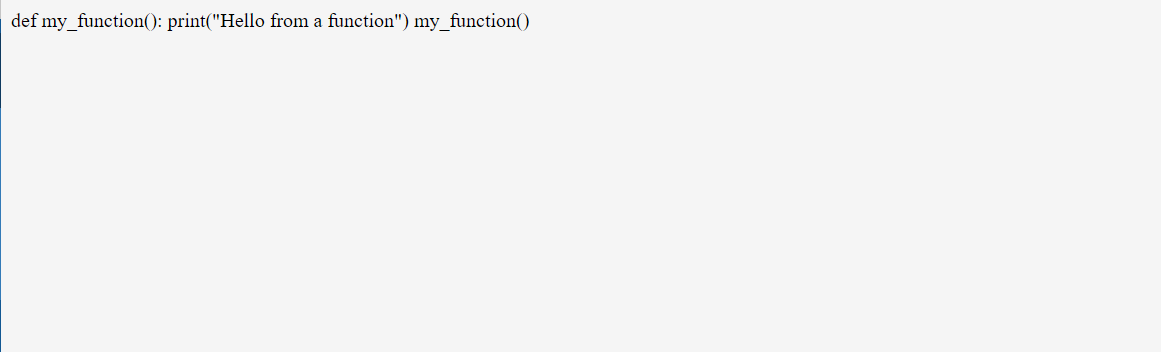 def my_function(): print("Hello from a function") my_function()